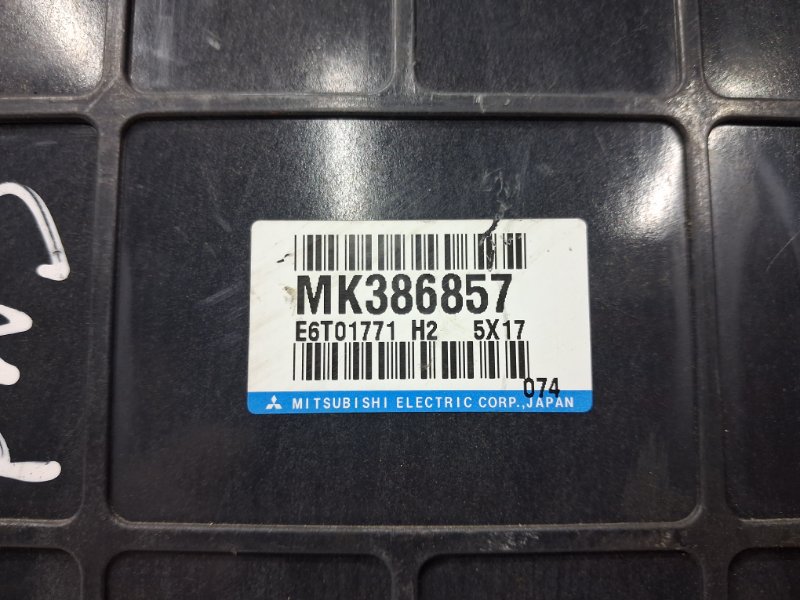 MK386857
E6T01771 H2 5X17
074
MITSUBISHI ELECTRIC CORP.,JAPAN